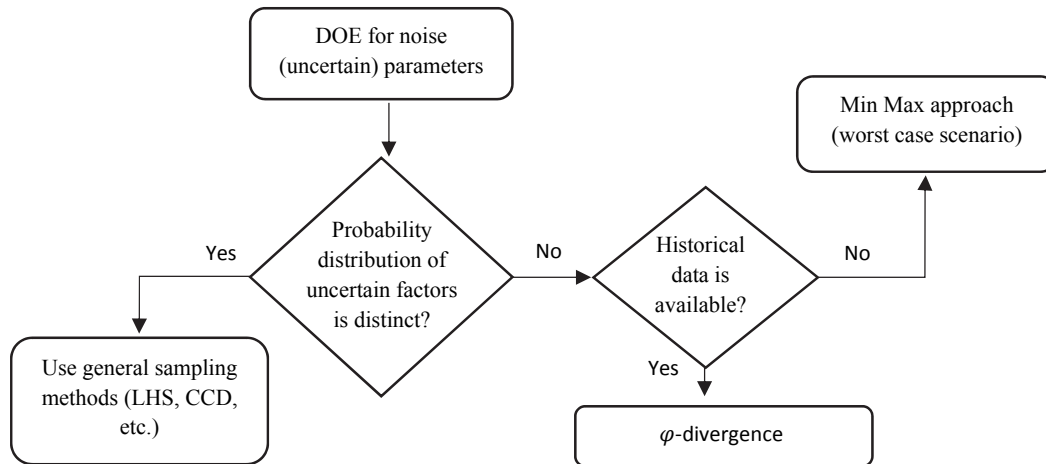 DOE for noise
(uncertain) parameters
Min Max approach
(worst case scenario)
Probability
distribution of
uncertain factors
is distinct?
Yes
No
Historical
data is
available?
No
Use general sampling
methods (LHS, CCD,
etc.)
Yes
φ-divergence